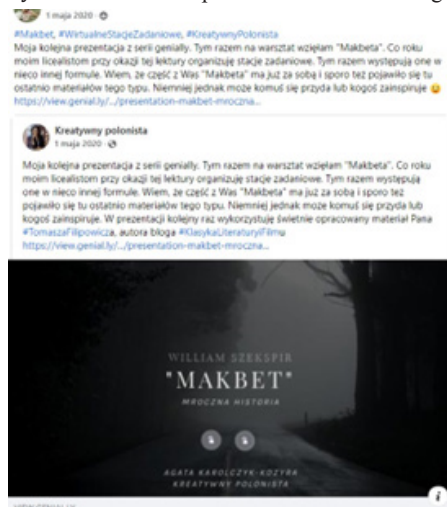 1 maja 2020 ·
#Makbet, #WirtualneStacjeZadaniowe, #KreatywnyPolonista
Moja kolejna prezentacja z serii genially. Tym razem na warsztat wzięłam "Makbeta". Co roku
moim licealistom przy okazji tej lektury organizuję stacje zadaniowe. Tym razem występują one w
nieco innej formule. Wiem, że część z Was "Makbeta" ma już za sobą i sporo też pojawiło się tu
ostatnio materiałów tego typu. Niemniej jednak może komuś się przyda lub kogoś zainspiruje 🙂
https://view.genial.ly/.../presentation-makbet-mroczna...
Kreatywny polonista
1 maja 2020 ·
Moja kolejna prezentacja z serii genially. Tym razem na warsztat wzięłam "Makbeta". Co roku
moim licealistom przy okazji tej lektury organizuję stacje zadaniowe. Tym razem występują
one w nieco innej formule. Wiem, że część z Was "Makbeta" ma już za sobą i sporo też
pojawiło się tu ostatnio materiałów tego typu. Niemniej jednak może komuś się przyda lub
kogoś zainspiruje. W prezentacji kolejny raz wykorzystuję świetnie opracowany materiał Pana
#TomaszaFilipowicza, autora bloga #KlasykaLiteraturyiFilmu
https://view.genial.ly/.../presentation-makbet-mroczna...
WILLIAM SZEKSPIR
"MAKBET"
MROCZNA HISTORIA
AGATA KAROLCZYK-KOZYRA
KREATYWNY POLONISTA
i